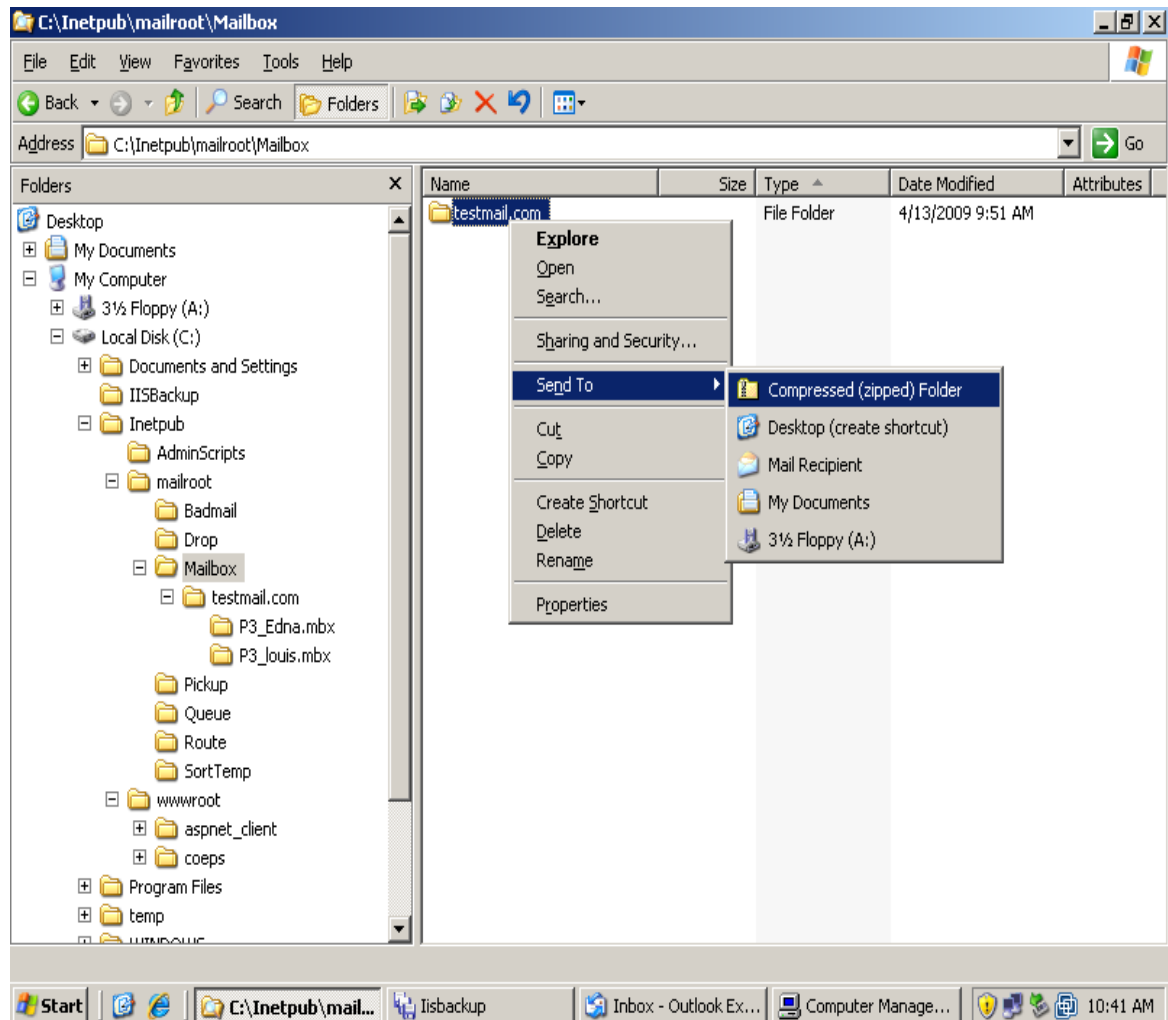 C:\Inetpub\mailroot\Mailbox
File Edit View Favorites Tools Help
Back Search Folders
Address C:\Inetpub\mailroot\Mailbox Go
Folders
Name Size Type Date Modified Attributes
Desktop
My Documents
My Computer
3½ Floppy (A:)
Local Disk (C:)
Documents and Settings
IISBackup
Inetpub
AdminScripts
mailroot
Badmail
Drop
Mailbox
testmail.com
P3_Edna.mbx
P3_louis.mbx
Pickup
Queue
Route
SortTemp
wwwroot
aspnet_client
coeps
Program Files
temp
WINDOWS
testmail.com File Folder 4/13/2009 9:51 AM
Explore
Open
Search...
Sharing and Security...
Send To
Cut
Copy
Create Shortcut
Delete
Rename
Properties
Compressed (zipped) Folder
Desktop (create shortcut)
Mail Recipient
My Documents
3½ Floppy (A:)
Start C:\Inetpub\mail... Iisbackup Inbox - Outlook Ex... Computer Manage... 10:41 AM